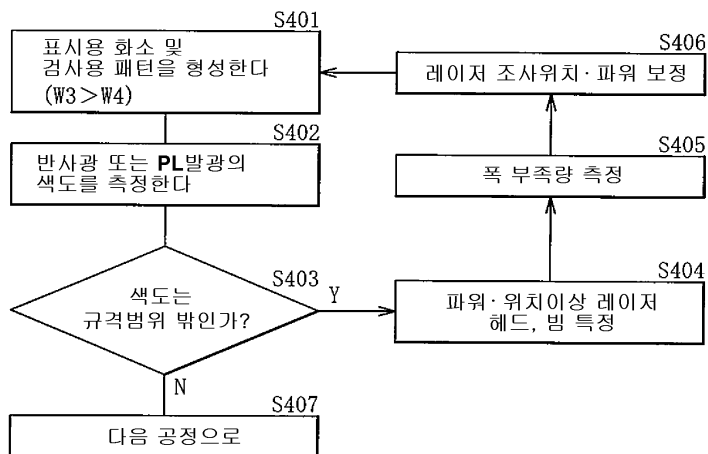 S401
표시용 화소 및
검사용 패턴을 형성한다
(W3>W4)
S402
반사광 또는 PL발광의
색도를 측정한다
S403
색도는
규격범위 밖인가?
Y
N
S404
파워·위치이상 레이저
헤드, 빔 특정
S405
폭 부족량 측정
S406
레이저 조사위치·파워 보정
S407
다음 공정으로